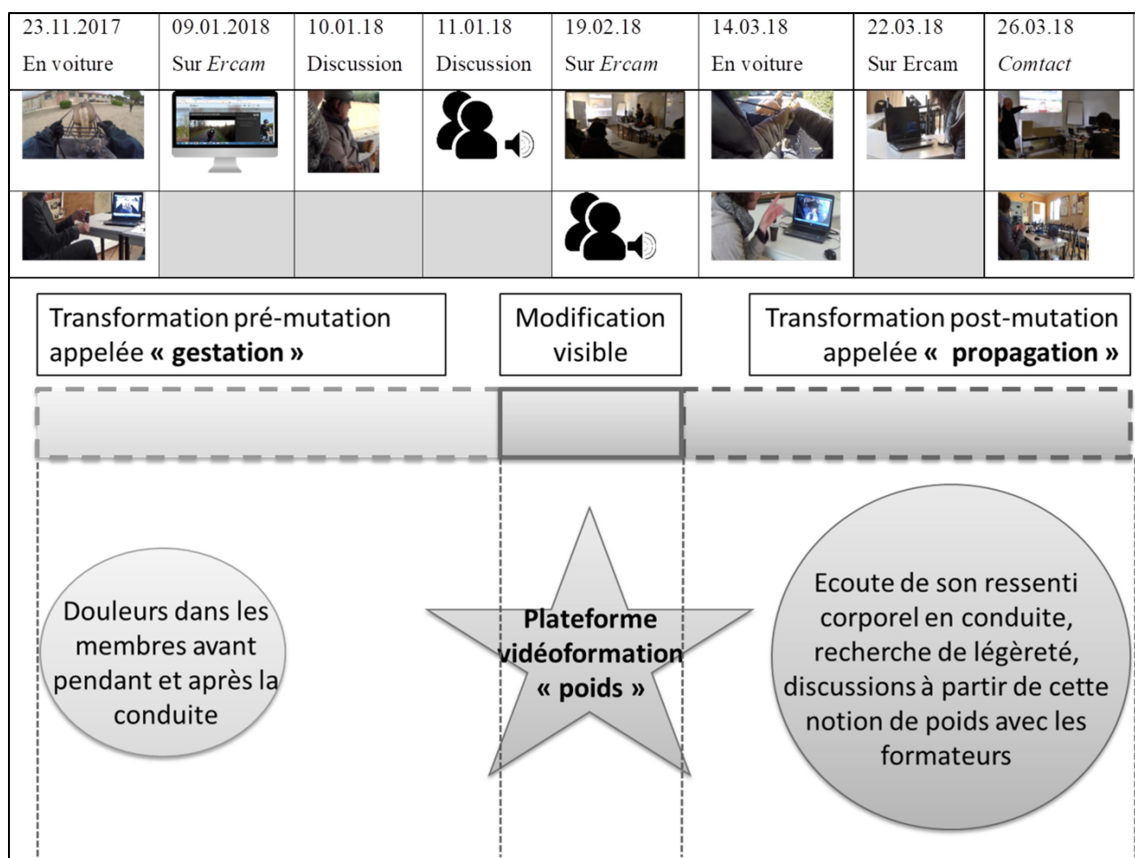 23.11.2017 09.01.2018 10.01.18 11.01.18 19.02.18 14.03.18 22.03.18 26.03.18
En voiture Sur Ercam Discussion Discussion Sur Ercam En voiture Sur Ercam Comtact
Transformation pré-mutation
appelée « gestation »
Modification
visible
Transformation post-mutation
appelée « propagation »
Douleurs dans les
membres avant
pendant et après la
conduite
Plateforme
vidéoformation
« poids »
Ecoute de son ressenti
corporel en conduite,
recherche de légèreté,
discussions à partir de cette
notion de poids avec les
formateurs